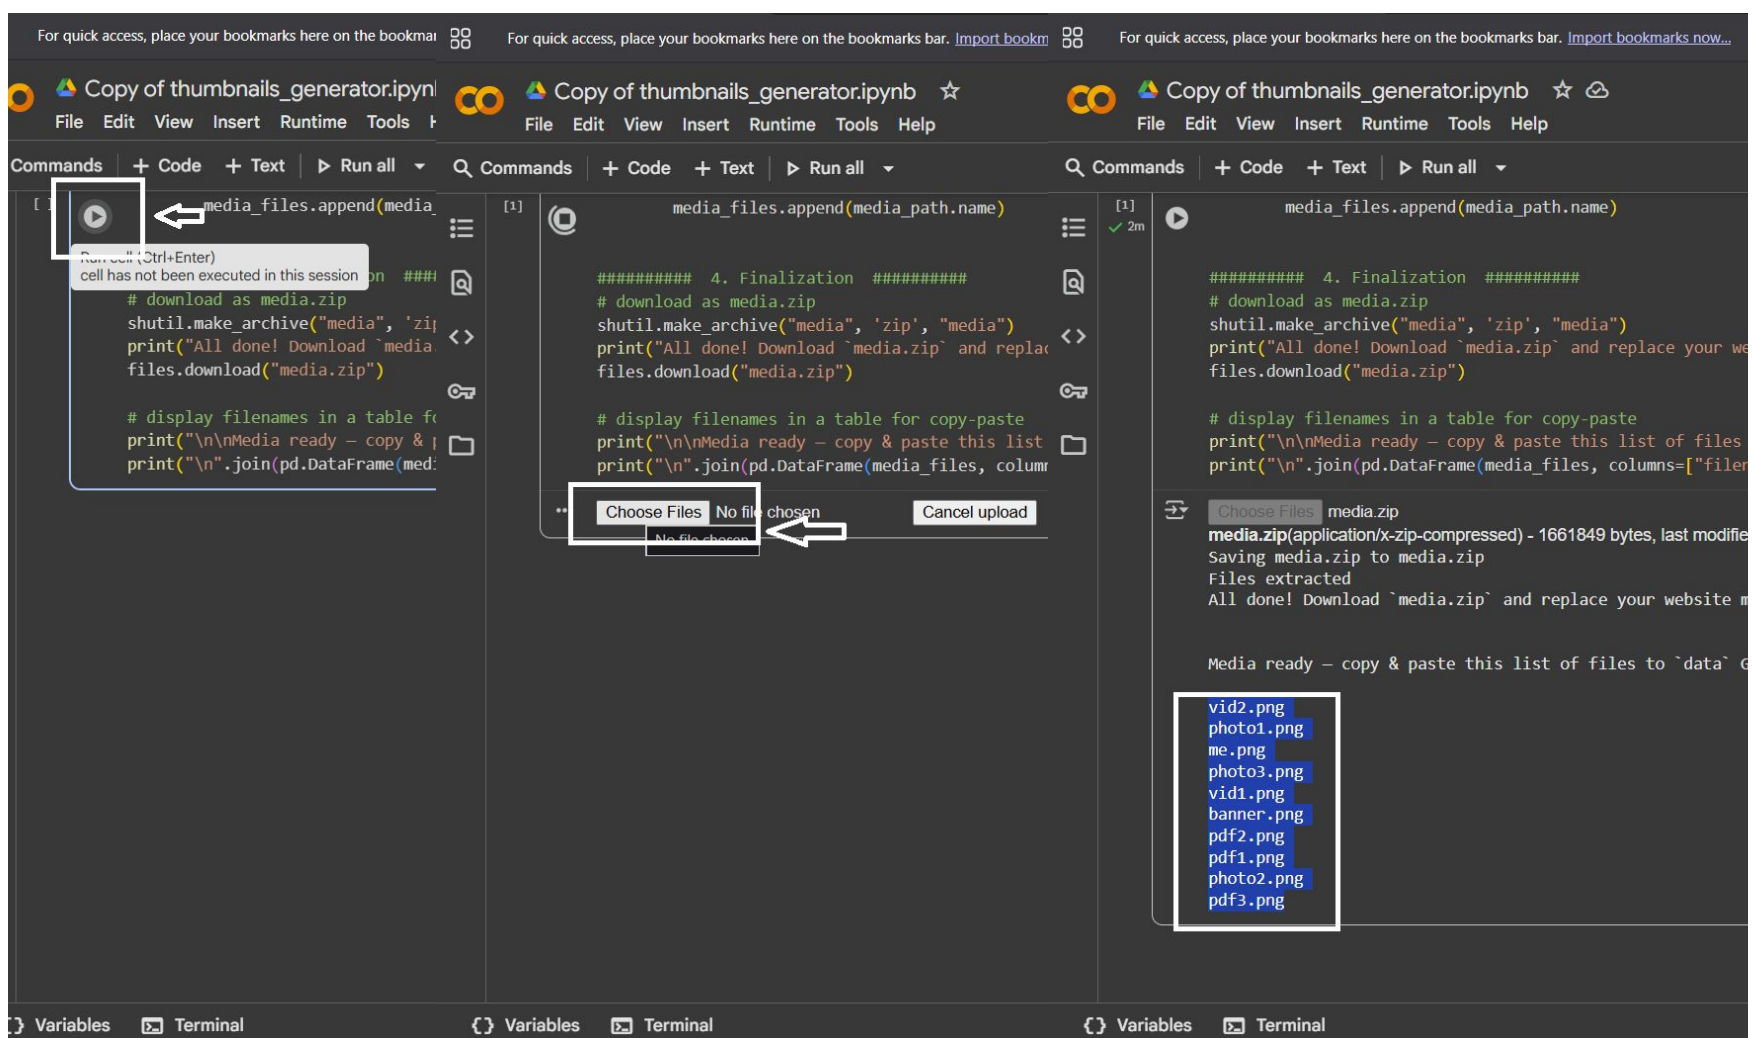 For quick access, place your bookmarks here on the bookmar
Copy of thumbnails_generator.ipyn
File Edit View Insert Runtime Tools
Commands + Code + Text Run all
[ ]
media_files.append(media_
Run cell (Ctrl+Enter)
cell has not been executed in this session
on ####
# download as media.zip
shutil.make_archive("media", 'zip
print("All done! Download `media.
files.download("media.zip")
# display filenames in a table fo
print("\n\nMedia ready — copy & p
print("\n".join(pd.DataFrame(medi
{} Variables Terminal
For quick access, place your bookmarks here on the bookmarks bar. Import bookm
Copy of thumbnails_generator.ipynb
File Edit View Insert Runtime Tools Help
Commands + Code + Text Run all
[1]
media_files.append(media_path.name)
########## 4. Finalization ##########
# download as media.zip
shutil.make_archive("media", 'zip', "media")
print("All done! Download `media.zip` and replac
files.download("media.zip")
# display filenames in a table for copy-paste
print("\n\nMedia ready — copy & paste this list
print("\n".join(pd.DataFrame(media_files, colum
Choose Files No file chosen Cancel upload
No file chosen
{} Variables Terminal
For quick access, place your bookmarks here on the bookmarks bar. Import bookmarks now...
Copy of thumbnails_generator.ipynb
File Edit View Insert Runtime Tools Help
Commands + Code + Text Run all
[1]
2m
media_files.append(media_path.name)
########## 4. Finalization ##########
# download as media.zip
shutil.make_archive("media", 'zip', "media")
print("All done! Download `media.zip` and replace your we
files.download("media.zip")
# display filenames in a table for copy-paste
print("\n\nMedia ready — copy & paste this list of files
print("\n".join(pd.DataFrame(media_files, columns=["filen
Choose Files media.zip
media.zip(application/x-zip-compressed) - 1661849 bytes, last modifie
Saving media.zip to media.zip
Files extracted
All done! Download `media.zip` and replace your website m
Media ready — copy & paste this list of files to `data` G
vid2.png
photo1.png
me.png
photo3.png
vid1.png
banner.png
pdf2.png
pdf1.png
photo2.png
pdf3.png
{} Variables Terminal